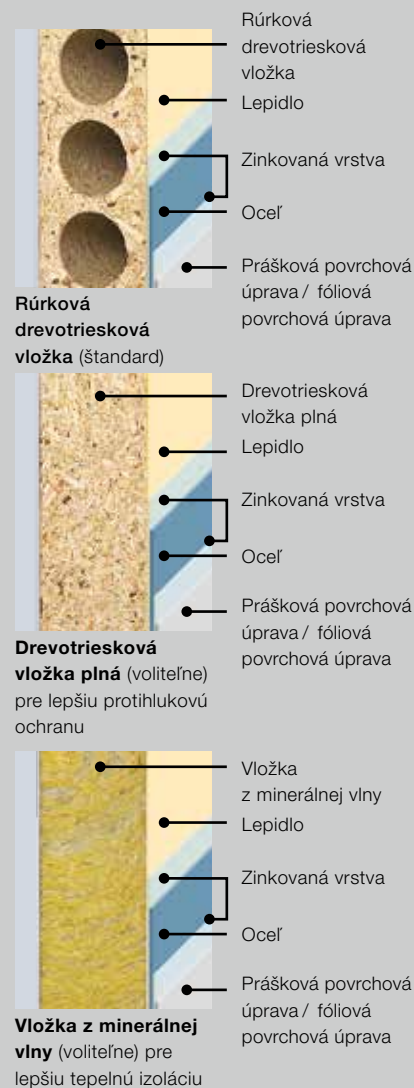 Rúrková
drevotriesková
vložka
Lepidlo
Zinkovaná vrstva
Oceľ
Prášková povrchová
úprava / fóliová
povrchová úprava
Rúrková
drevotriesková
vložka (štandard)
Drevotriesková
vložka plná
Lepidlo
Zinkovaná vrstva
Oceľ
Prášková povrchová
úprava / fóliová
povrchová úprava
Drevotriesková
vložka plná (voliteľne)
pre lepšiu protihlukovú
ochranu
Vložka
z minerálnej vlny
Lepidlo
Zinkovaná vrstva
Oceľ
Prášková povrchová
úprava / fóliová
povrchová úprava
Vložka z minerálnej
vlny (voliteľne) pre
lepšiu tepelnú izoláciu